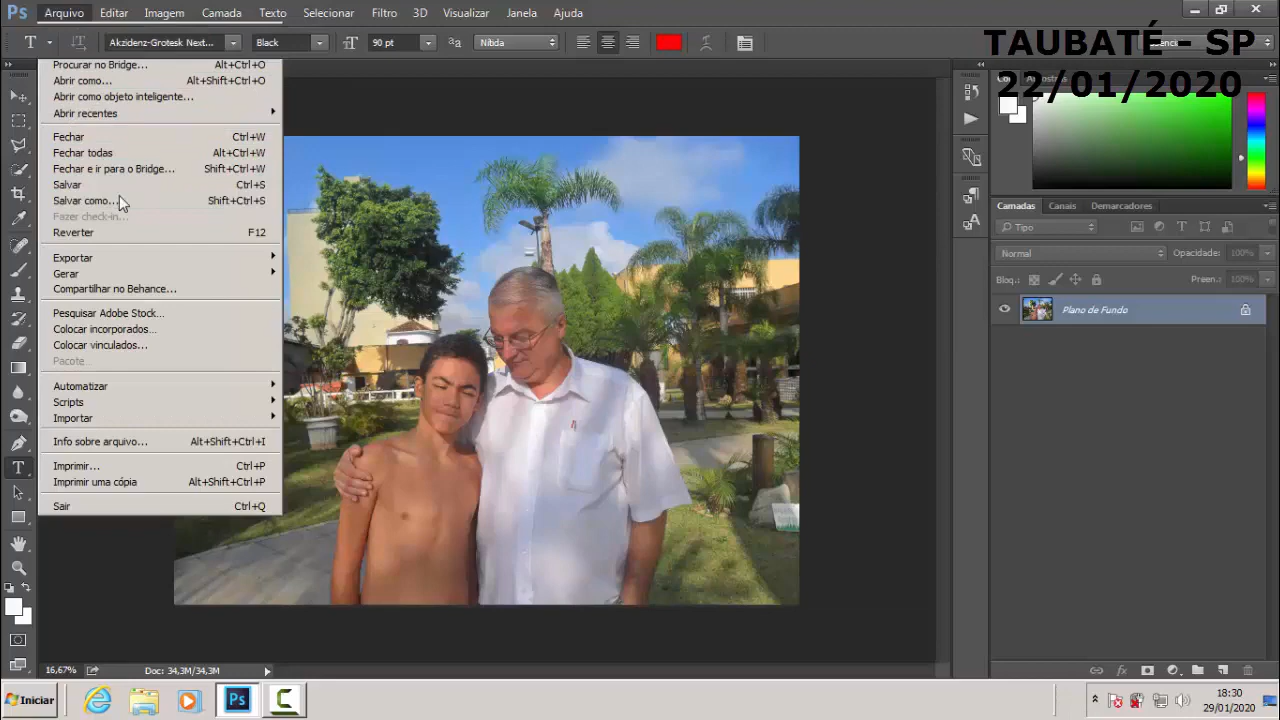 Ps Arquivo Editar Imagem Camada Texto Selecionar Filtro 3D Visualizar Janela Ajuda
T Akzidenz-Grotesk Next... Black 90 pt Nítida
TAUBATÉ - SP
22/01/2020
Procurar no Bridge... Alt+Ctrl+O
Abrir como... Alt+Shift+Ctrl+O
Abrir como objeto inteligente...
Abrir recentes
Fechar Ctrl+W
Fechar todas Alt+Ctrl+W
Fechar e ir para o Bridge... Shift+Ctrl+W
Salvar Ctrl+S
Salvar como... Shift+Ctrl+S
Fazer check-in...
Reverter F12
Exportar
Gerar
Compartilhar no Behance...
Pesquisar Adobe Stock...
Colocar incorporados...
Colocar vinculados...
Pacote...
Automatizar
Scripts
Importar
Info sobre arquivo... Alt+Shift+Ctrl+I
Imprimir... Ctrl+P
Imprimir uma cópia Alt+Shift+Ctrl+P
Sair Ctrl+Q
Camadas Canais Demarcadores
Tipo
Normal Opacidade: 100%
Bloq.: Preen.: 100%
Plano de Fundo
16,67% Doc: 34,3M/34,3M
Iniciar Ps C 18:30
29/01/2020